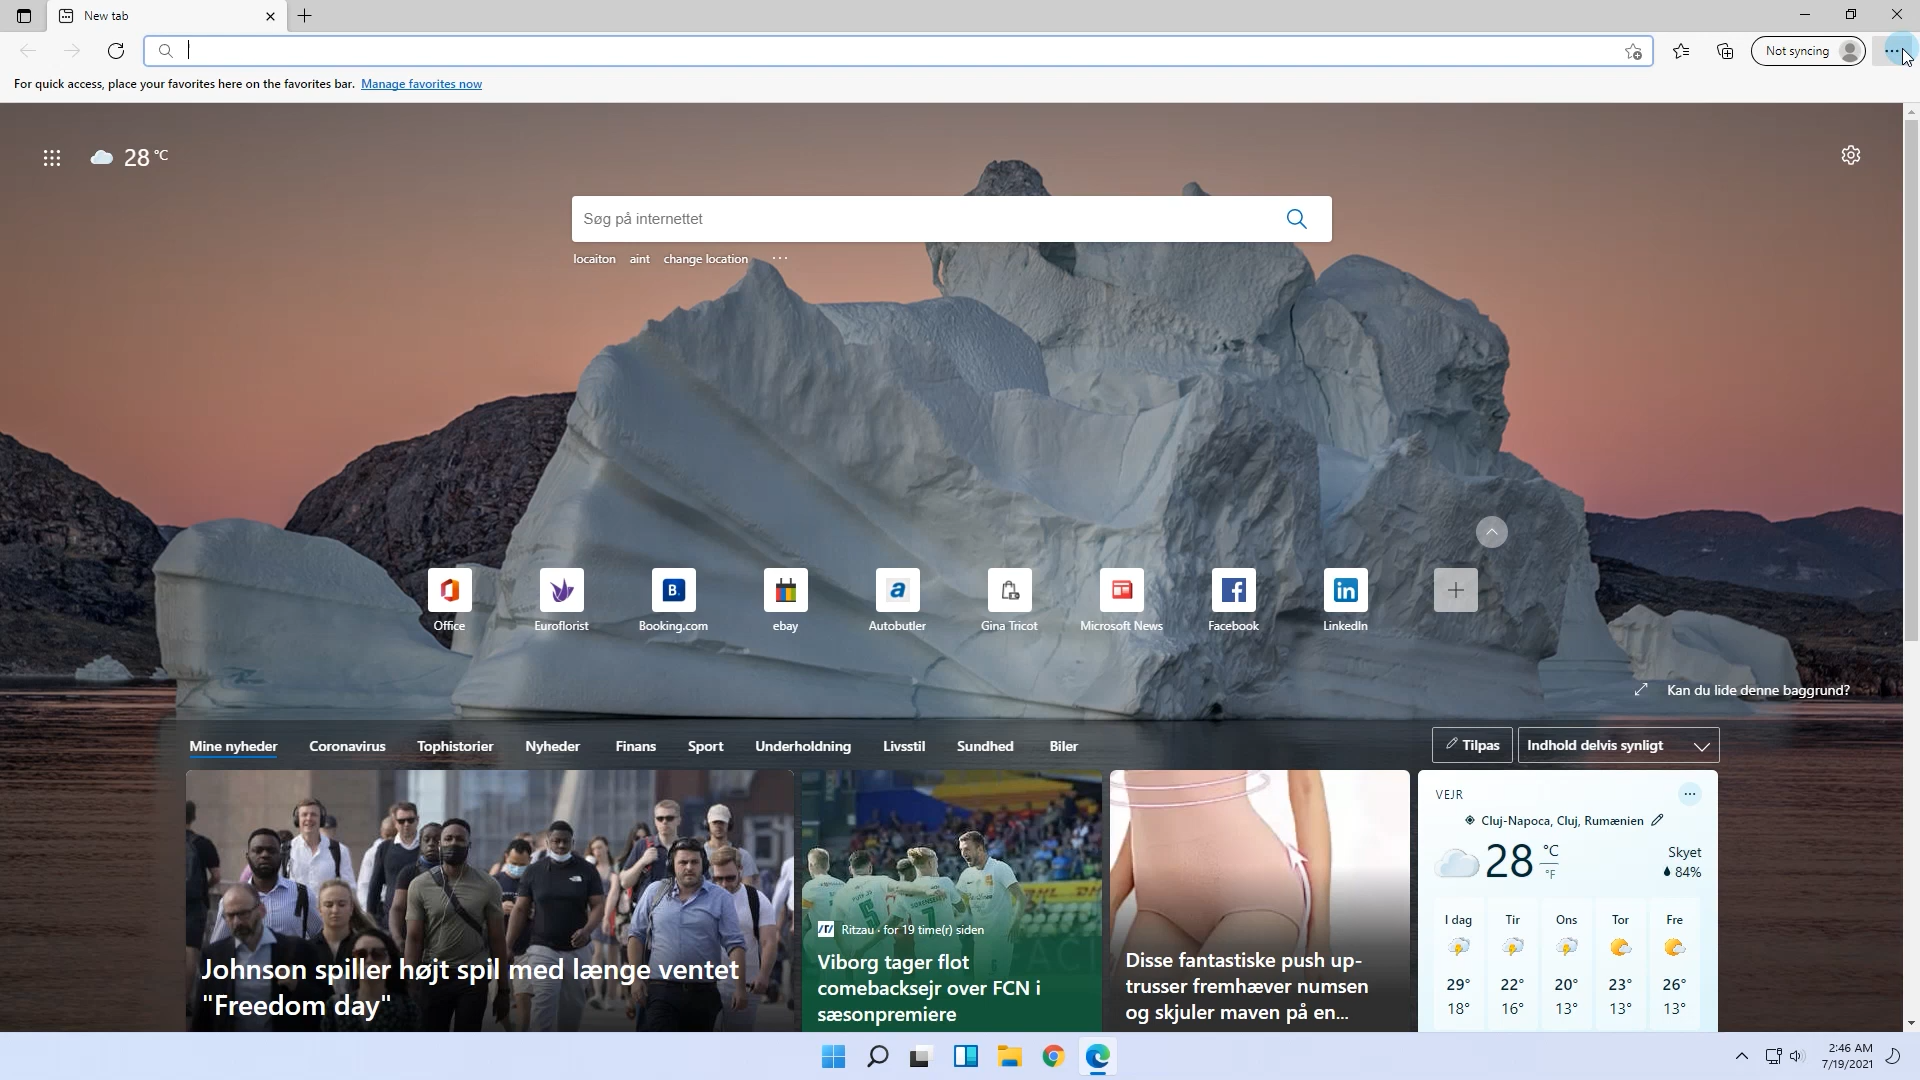 New tab
Not syncing
For quick access, place your favorites here on the favorites bar. Manage favorites now
28 °C
Søg på internettet
locaiton aint change location ...
Office Euroflorist Booking.com ebay Autobutler Gina Tricot Microsoft News Facebook LinkedIn
Kan du lide denne baggrund?
Mine nyheder Coronavirus Tophistorier Nyheder Finans Sport Underholdning Livsstil Sundhed Biler
Tilpas Indhold delvis synligt
Johnson spiller højt spil med længe ventet
"Freedom day"
Ritzau · for 19 time(r) siden
Viborg tager flot
comebacksejr over FCN i
sæsonpremiere
Disse fantastiske push up-
trusser fremhæver numsen
og skjuler maven på en...
VEJR
Cluj-Napoca, Cluj, Rumænien
28 °C
°F
Skyet
84%
I dag Tir Ons Tor Fre
29° 22° 20° 23° 26°
18° 16° 13° 13° 13°
2:46 AM
7/19/2021